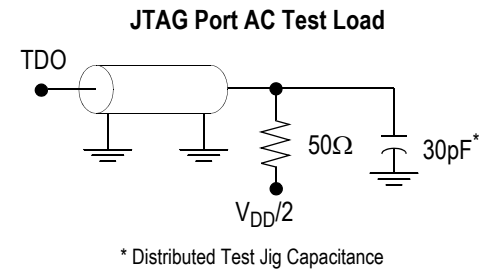 JTAG Port AC Test Load
TDO
50Ω
30pF*
VDD/2
* Distributed Test Jig Capacitance